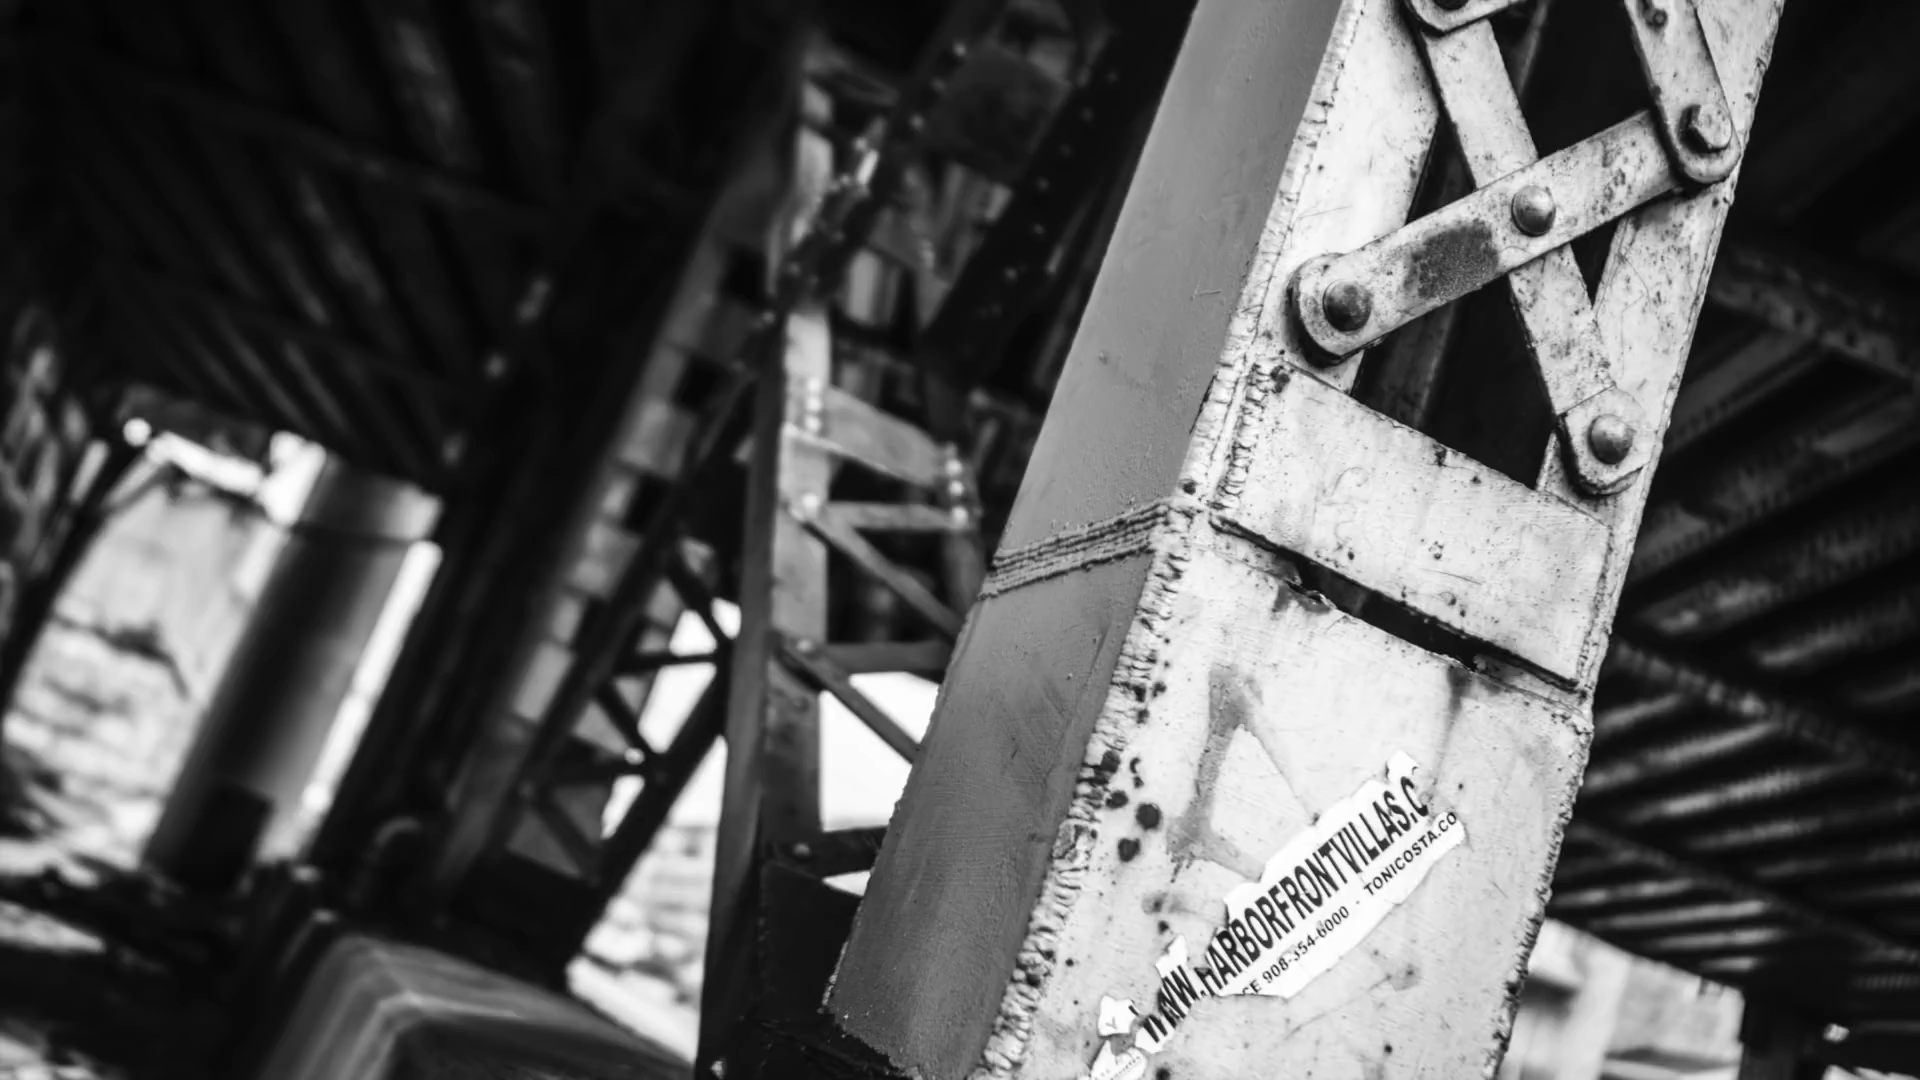 WWW.HARBORFRONTVILLAS.C
CE 908-354-6000 - TONICOSTA.CO